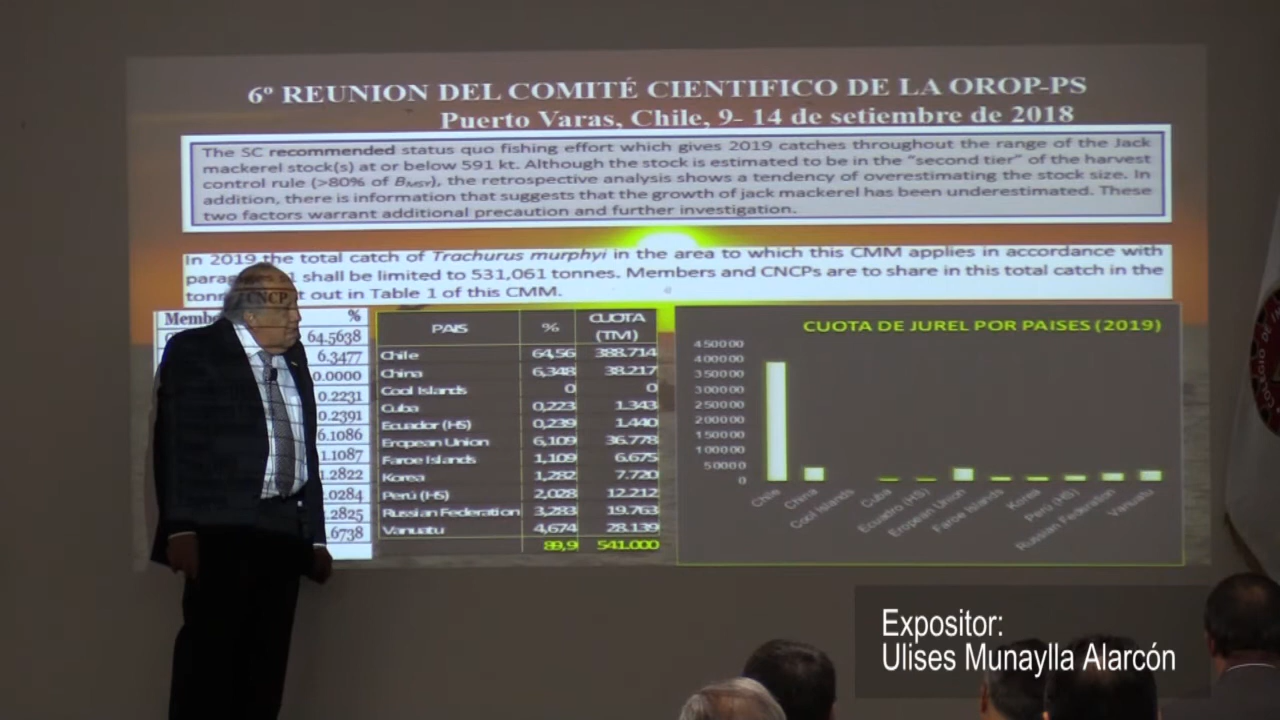 6º REUNION DEL COMITÉ CIENTIFICO DE LA OROP-PS
Puerto Varas, Chile, 9- 14 de setiembre de 2018
The SC recommended status quo fishing effort which gives 2019 catches throughout the range of the Jack
mackerel stock(s) at or below 591 kt. Although the stock is estimated to be in the “second tier” of the harvest
control rule (>80% of BMSY), the retrospective analysis shows a tendency of overestimating the stock size. In
addition, there is information that suggests that the growth of jack mackerel has been underestimated. These
two factors warrant additional precaution and further investigation.
In 2019 the total catch of Trachurus murphyi in the area to which this CMM applies in accordance with
1 shall be limited to 531,061 tonnes. Members and CNCPs are to share in this total catch in the
out in Table 1 of this CMM.
CNCP %
64.5638
6.3477
0.0000
0.2231
0.2391
6.1086
1.1087
.2822
.0284
.2825
.6738
PAIS % CUOTA (TM)
Chile 64,56 388.714
China 6,348 38.217
Cool Islands 0 0
Cuba 0,223 1.343
Ecuador (HS) 0,239 1.440
Eropean Union 6,109 36.778
Faroe Islands 1,109 6.675
Korea 1,282 7.720
Perú (HS) 2,028 12.212
Russian Federation 3,283 19.763
Vanuatu 4,674 28.139
89,9 541.000
CUOTA DE JUREL POR PAISES (2019)
450000
400000
350000
300000
250000
200000
150000
100000
50000
0
Chile
China
Cool Islands
Cuba
Ecuador (HS)
Eropean Union
Faroe Islands
Korea
Perú (HS)
Russian Federation
Vanuatu
COLEGIO DE
Expositor:
Ulises Munaylla Alarcón